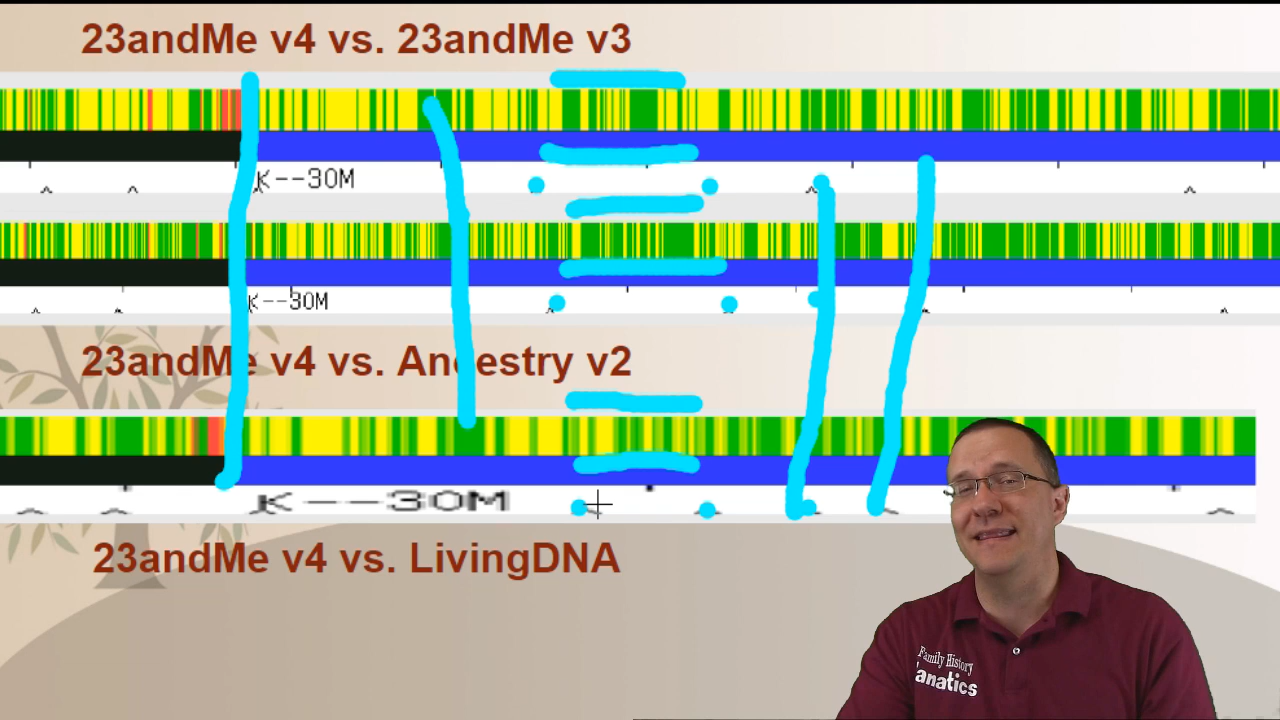 23andMe v4 vs. 23andMe v3
K--30M
K--30M
23andMe v4 vs. Ancestry v2
K--30M
23andMe v4 vs. LivingDNA
Family History
Fanatics